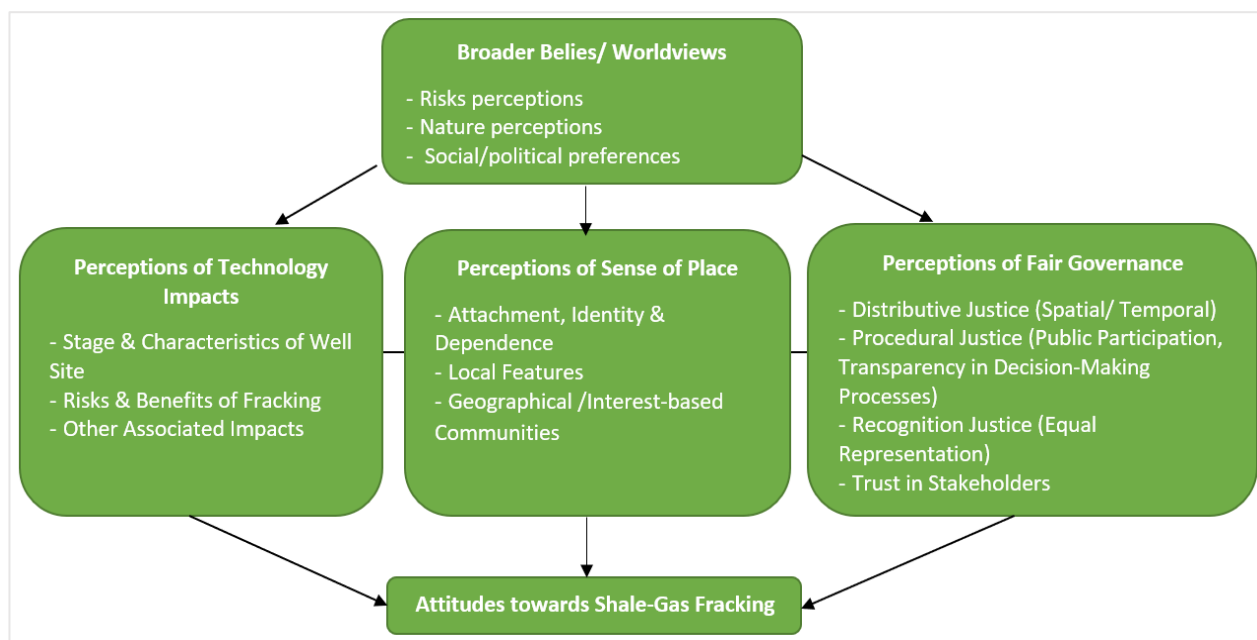 Broader Belies/ Worldviews
- Risks perceptions
- Nature perceptions
- Social/political preferences
Perceptions of Technology
Impacts
- Stage & Characteristics of Well
Site
- Risks & Benefits of Fracking
- Other Associated Impacts
Perceptions of Sense of Place
- Attachment, Identity &
Dependence
- Local Features
- Geographical /Interest-based
Communities
Perceptions of Fair Governance
- Distributive Justice (Spatial/ Temporal)
- Procedural Justice (Public Participation,
Transparency in Decision-Making
Processes)
- Recognition Justice (Equal
Representation)
- Trust in Stakeholders
Attitudes towards Shale-Gas Fracking